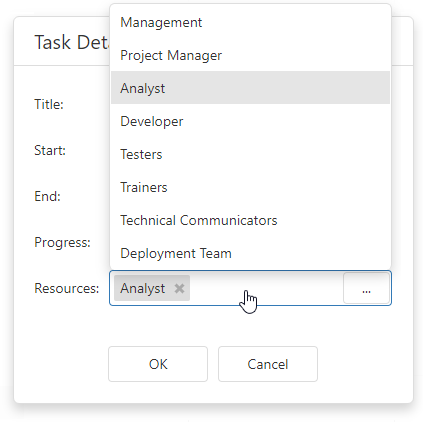 Management
Task Deta
Project Manager
Analyst
Title:
Developer
Start:
Testers
Trainers
End:
Technical Communicators
Progress:
Deployment Team
Resources: Analyst ...
OK Cancel